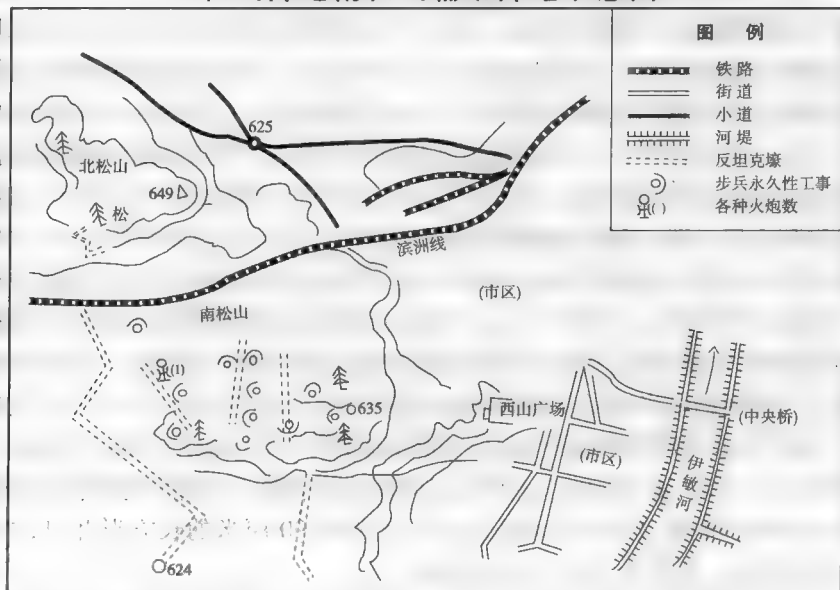 图 例
铁 路
街 道
小 道
河 堤
反坦克壕
步兵永久性工事
( ) 各种火炮数
625
北松山
649
松
滨洲线
(市区)
南松山
(1)
635
西山广场
(中央桥)
(市区)
伊敏河
624